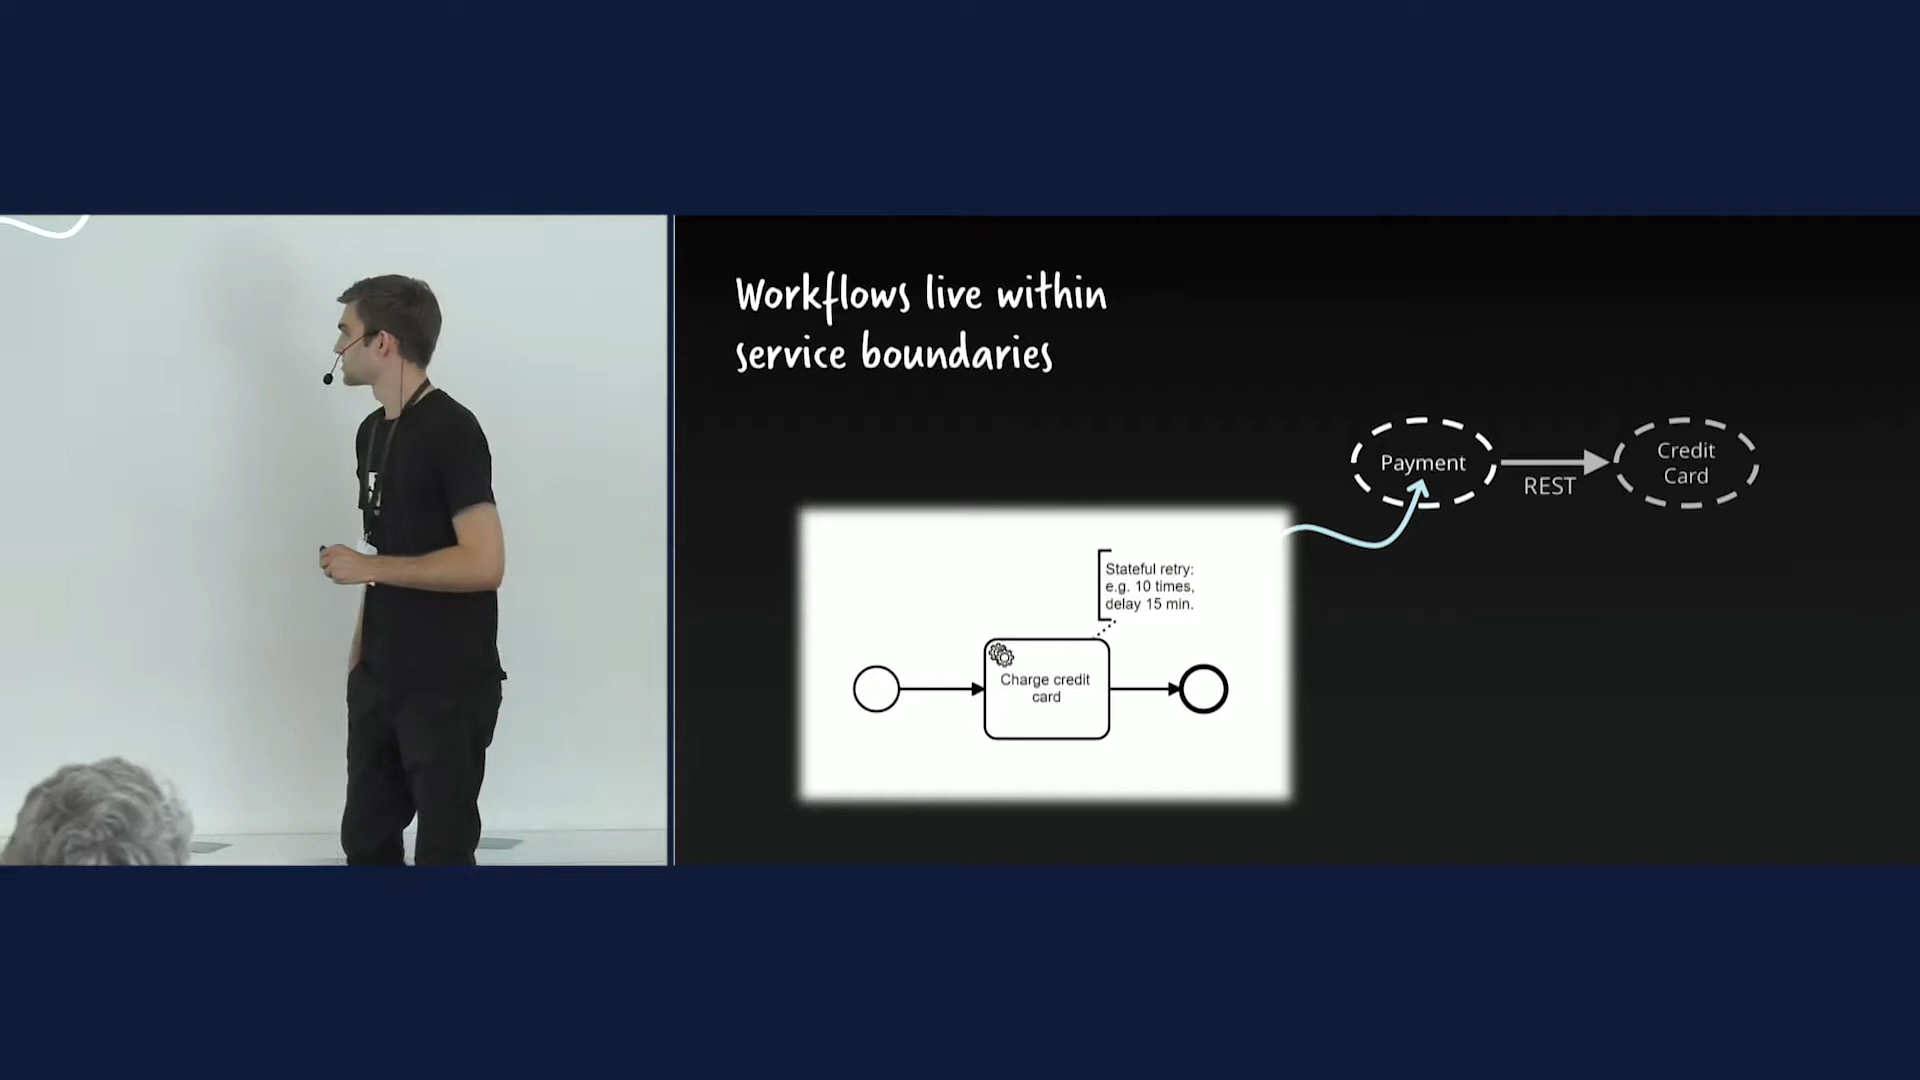 Workflows live within
service boundaries
Payment
REST
Credit
Card
Stateful retry:
e.g. 10 times,
delay 15 min.
Charge credit
card